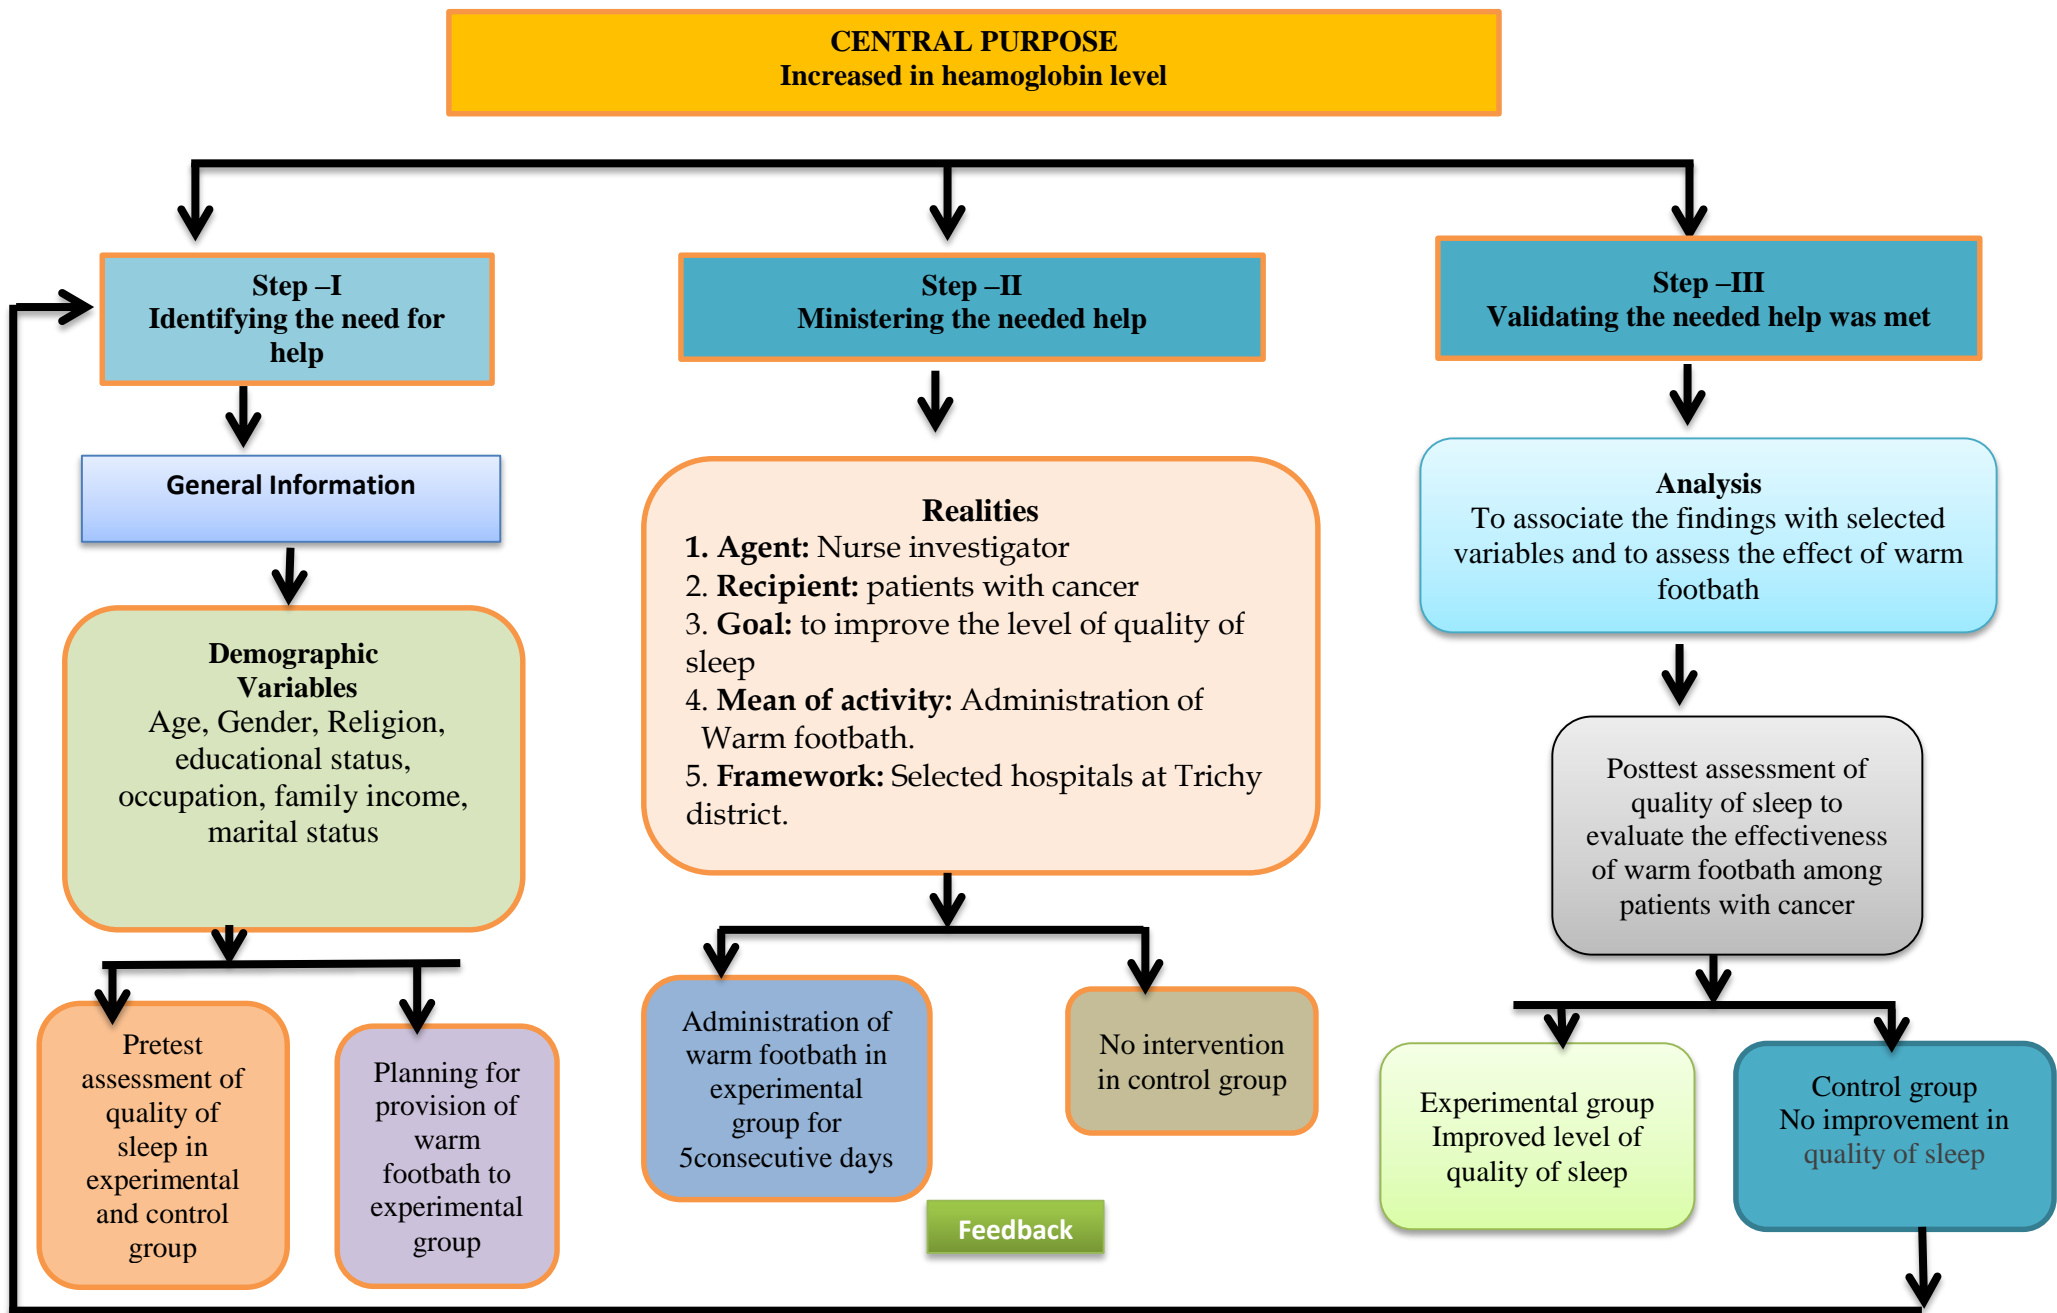 CENTRAL PURPOSE
Increased in heamoglobin level
Step –I
Identifying the need for
help
General Information
Demographic
Variables
Age, Gender, Religion,
educational status,
occupation, family income,
marital status
Pretest
assessment of
quality of
sleep in
experimental
and control
group
Planning for
provision of
warm
footbath to
experimental
group
Step –II
Ministering the needed help
Realities
1. Agent: Nurse investigator
2. Recipient: patients with cancer
3. Goal: to improve the level of quality of
sleep
4. Mean of activity: Administration of
Warm footbath.
5. Framework: Selected hospitals at Trichy
district.
Administration of
warm footbath in
experimental
group for
5consecutive days
No intervention
in control group
Feedback
Step –III
Validating the needed help was met
Analysis
To associate the findings with selected
variables and to assess the effect of warm
footbath
Posttest assessment of
quality of sleep to
evaluate the effectiveness
of warm footbath among
patients with cancer
Experimental group
Improved level of
quality of sleep
Control group
No improvement in
quality of sleep